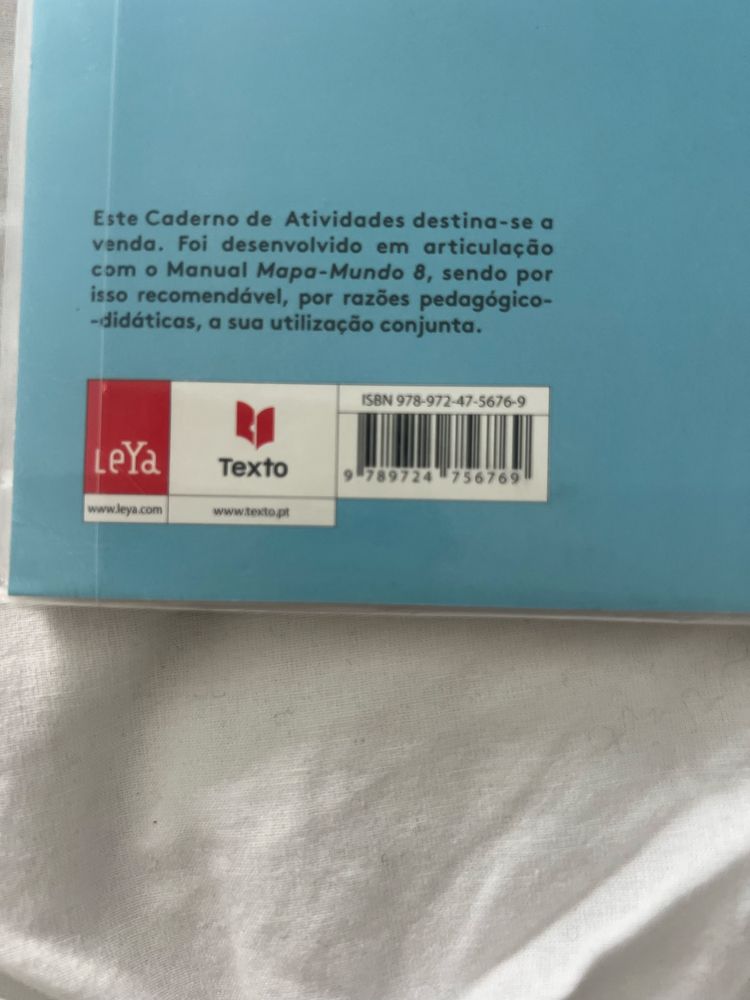 Este Caderno de Atividades destina-se a
venda. Foi desenvolvido em articulação
com o Manual Mapa-Mundo 8, sendo por
isso recomendável, por razões pedagógico-
-didáticas, a sua utilização conjunta.
ISBN 978-972-47-5676-9
LeYa
Texto
9 789724 756769
www.leya.com
www.texto.pt